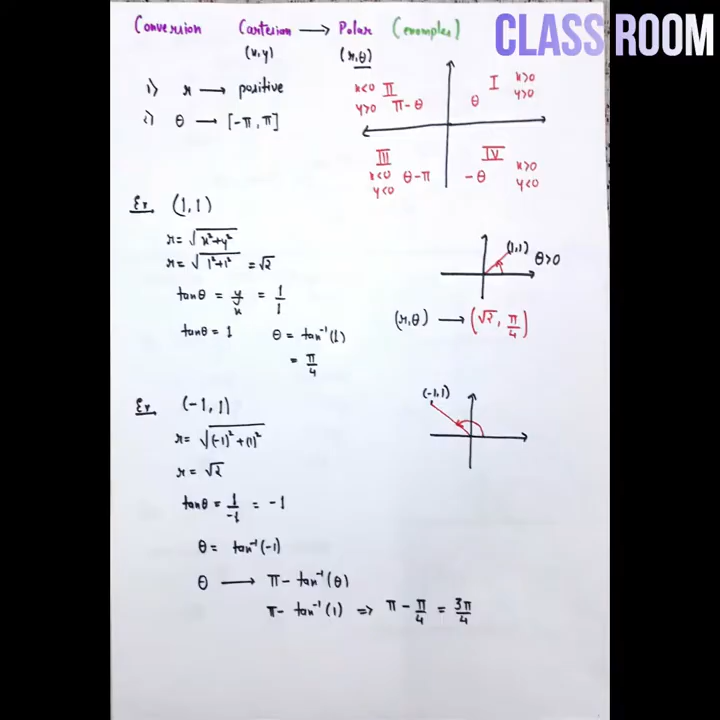 CLASS ROOM
Conversion Cartesian → Polar (examples)
(x,y) (r,θ)
i) r → positive
ii) θ → [-π, π]
x<0 II
y>0 π-θ
I x>0
θ y>0
III
x<0 θ-π
y<0
IV x>0
-θ y<0
Ex. (1,1)
r = √x²+y²
r = √1²+1² = √2
tanθ = y/x = 1/1
tanθ = 1 θ = tan⁻¹(1)
= π/4
(1,1)
θ>0
(r,θ) → (√2, π/4)
Ex. (-1,1)
r = √(-1)²+(1)²
r = √2
tanθ = 1/-1 = -1
θ = tan⁻¹(-1)
θ → π - tan⁻¹(θ)
π - tan⁻¹(1) => π - π/4 = 3π/4
(-1,1)